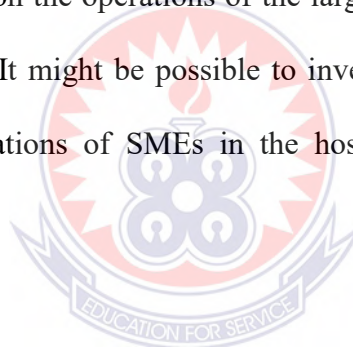 on the operations of the larg
It might be possible to inve
ations of SMEs in the hos
EDUCATION FOR SERVICE